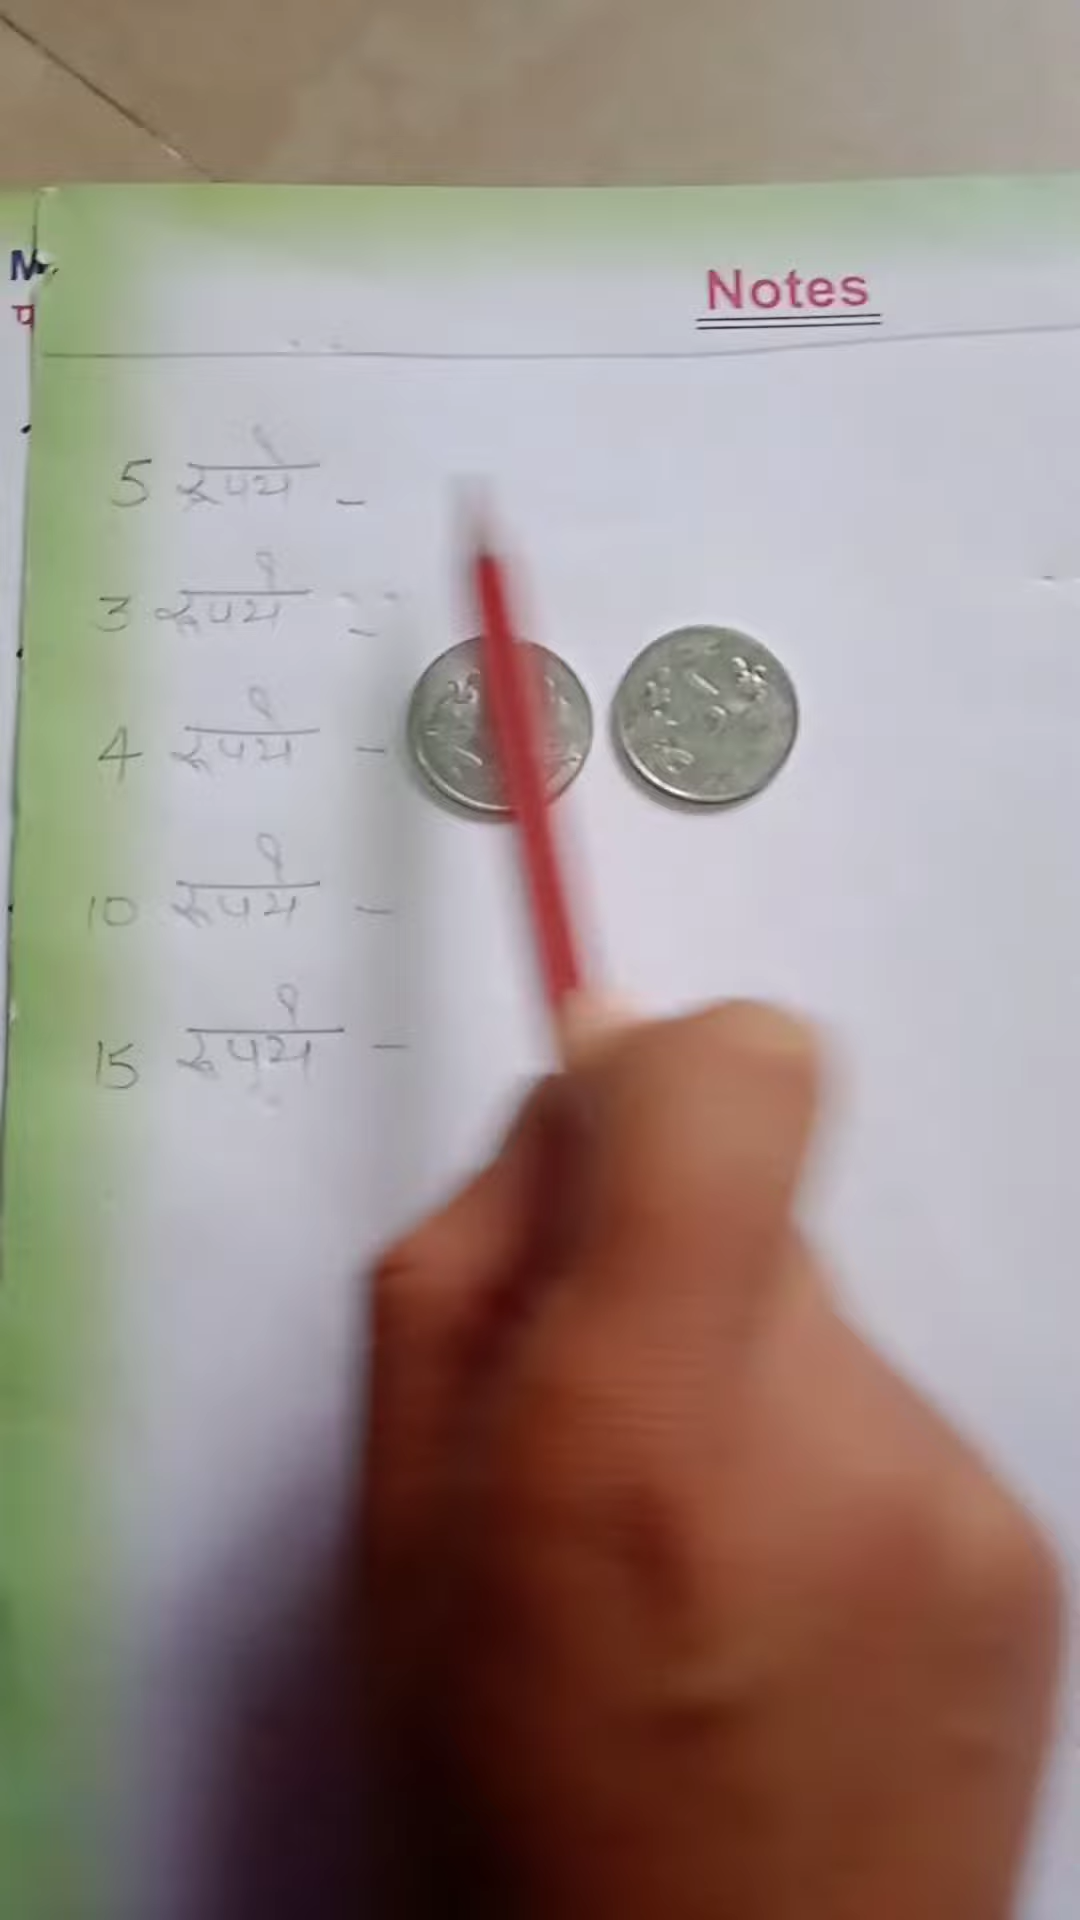 Notes
5 रुपये -
3 रुपये -
4 रुपये -
10 रुपये -
15 रुपये -